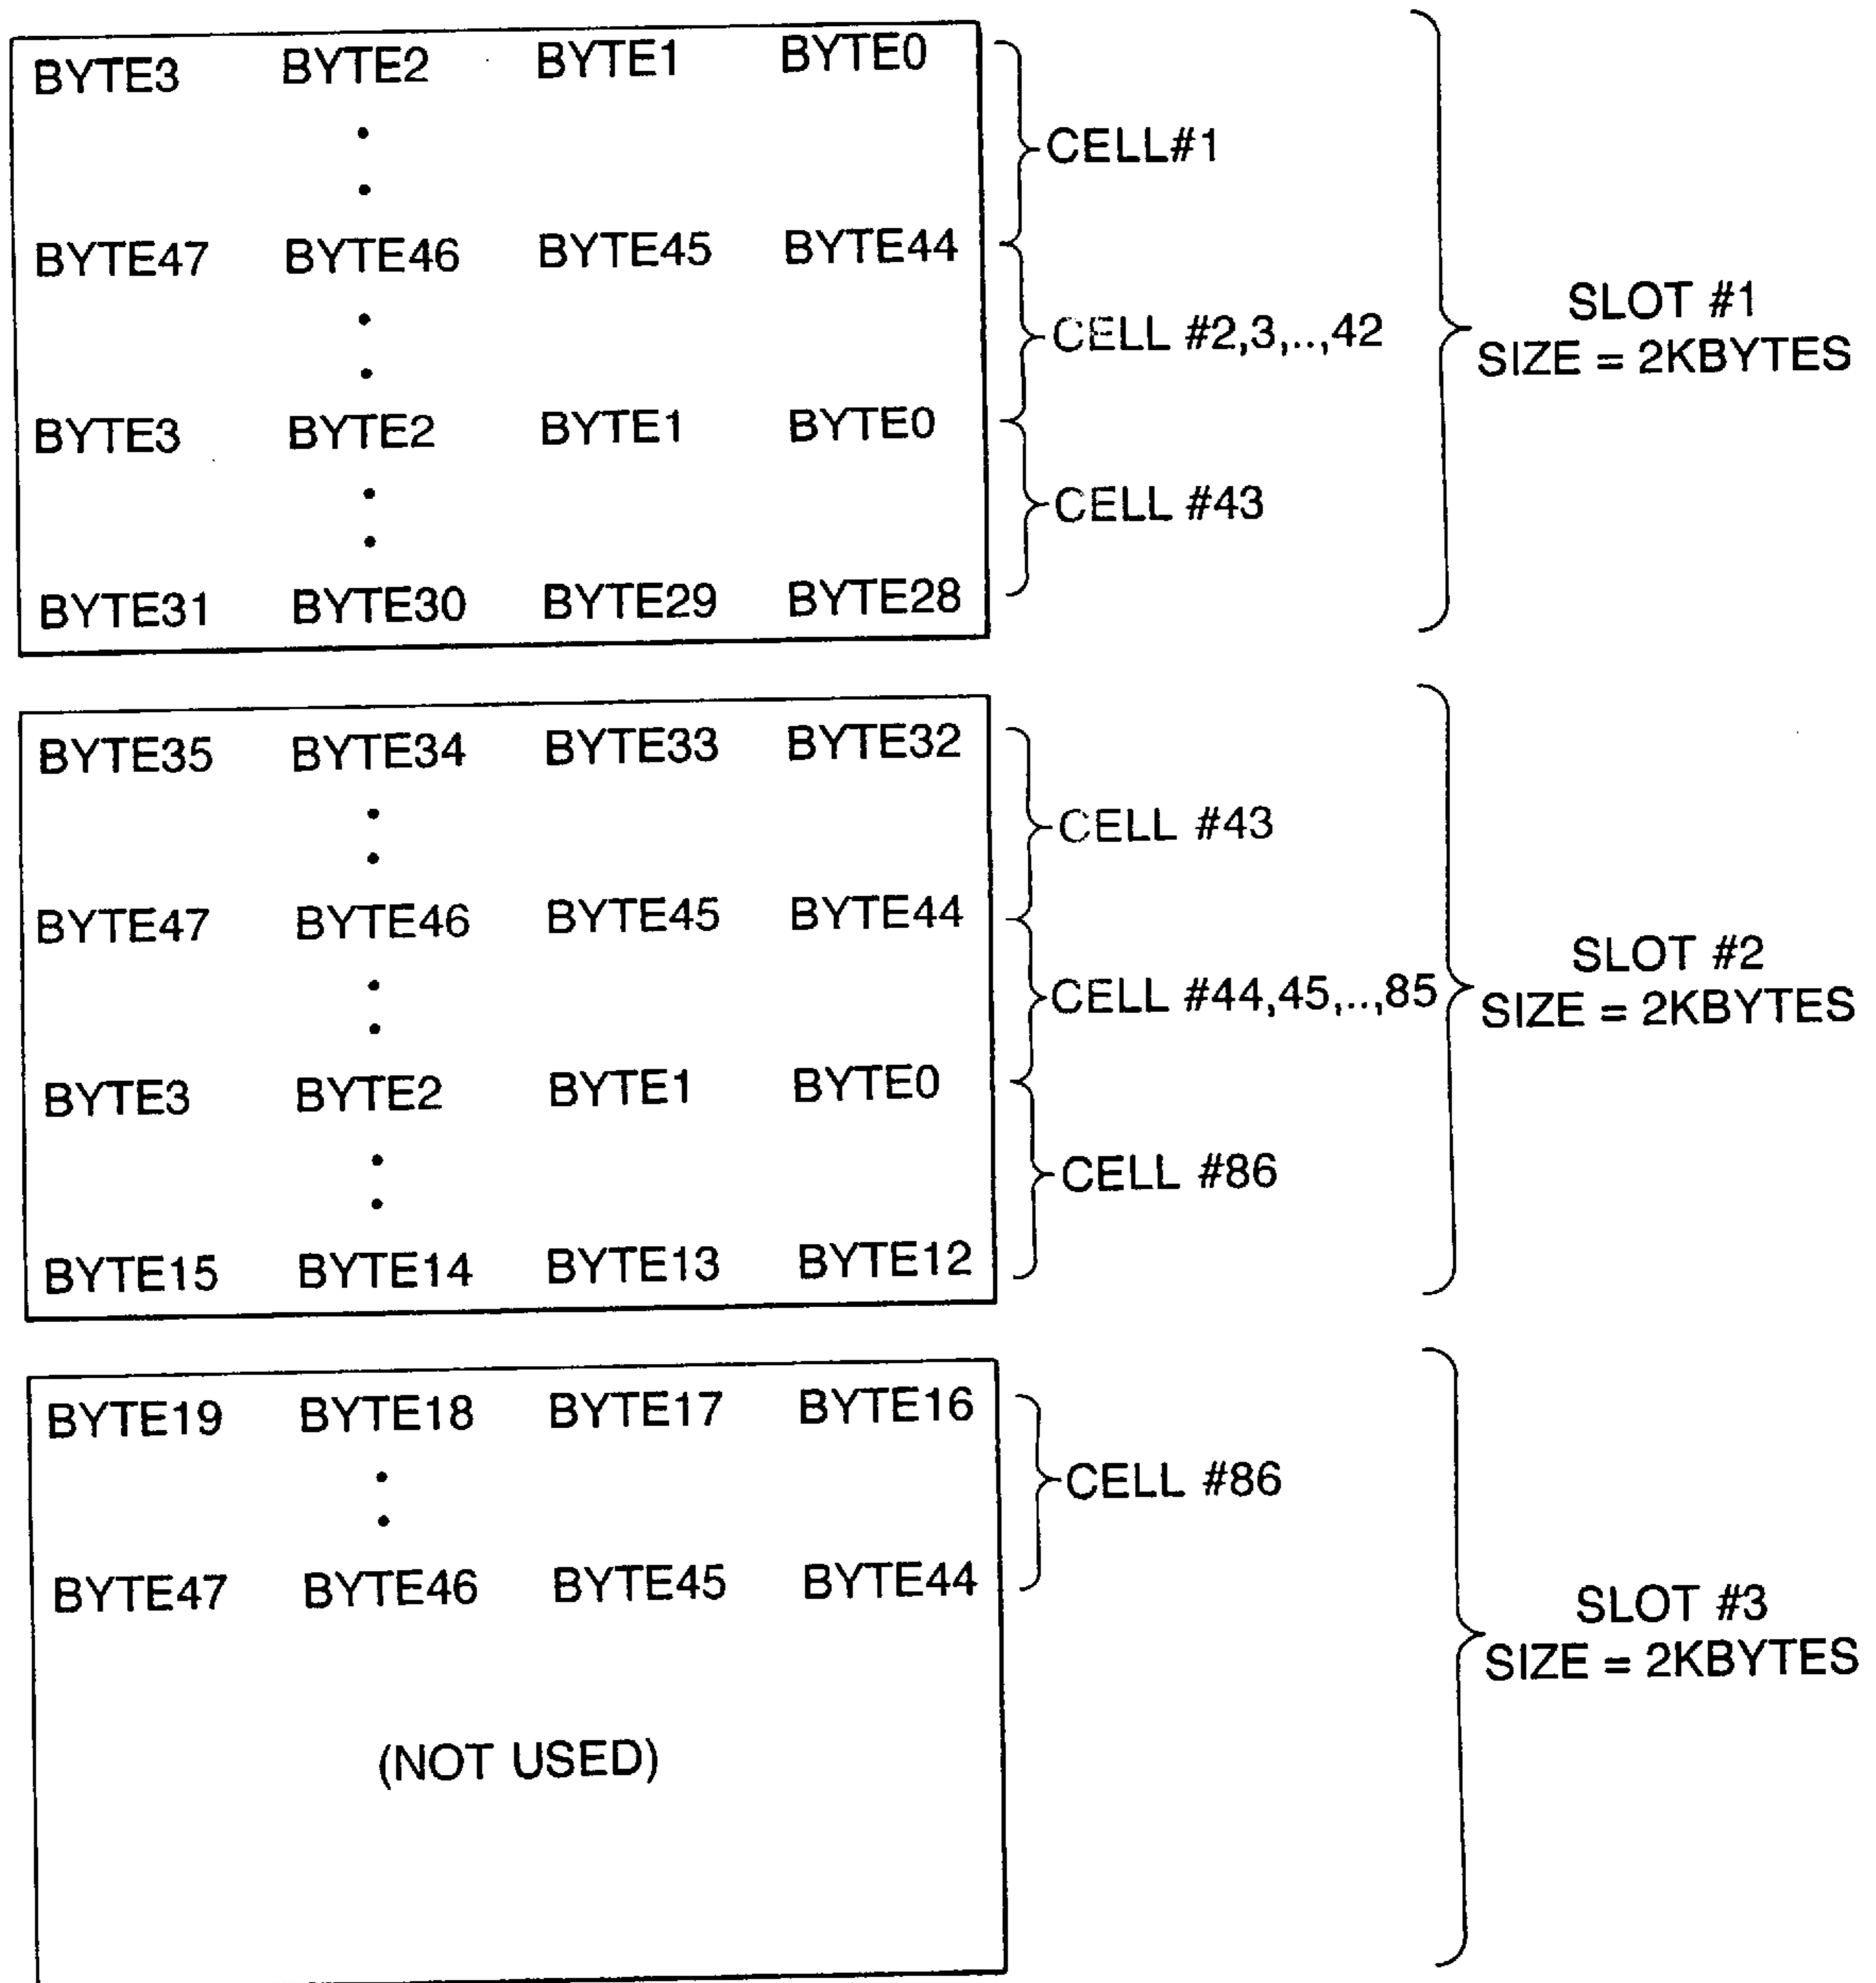 BYTE3 BYTE2 BYTE1 BYTE0
CELL#1
BYTE47 BYTE46 BYTE45 BYTE44
CELL #2,3,..,42
SLOT #1
SIZE = 2KBYTES
BYTE3 BYTE2 BYTE1 BYTE0
CELL #43
BYTE31 BYTE30 BYTE29 BYTE28
BYTE35 BYTE34 BYTE33 BYTE32
CELL #43
BYTE47 BYTE46 BYTE45 BYTE44
CELL #44,45,..,85
SLOT #2
SIZE = 2KBYTES
BYTE3 BYTE2 BYTE1 BYTE0
CELL #86
BYTE15 BYTE14 BYTE13 BYTE12
BYTE19 BYTE18 BYTE17 BYTE16
CELL #86
BYTE47 BYTE46 BYTE45 BYTE44
SLOT #3
SIZE = 2KBYTES
(NOT USED)